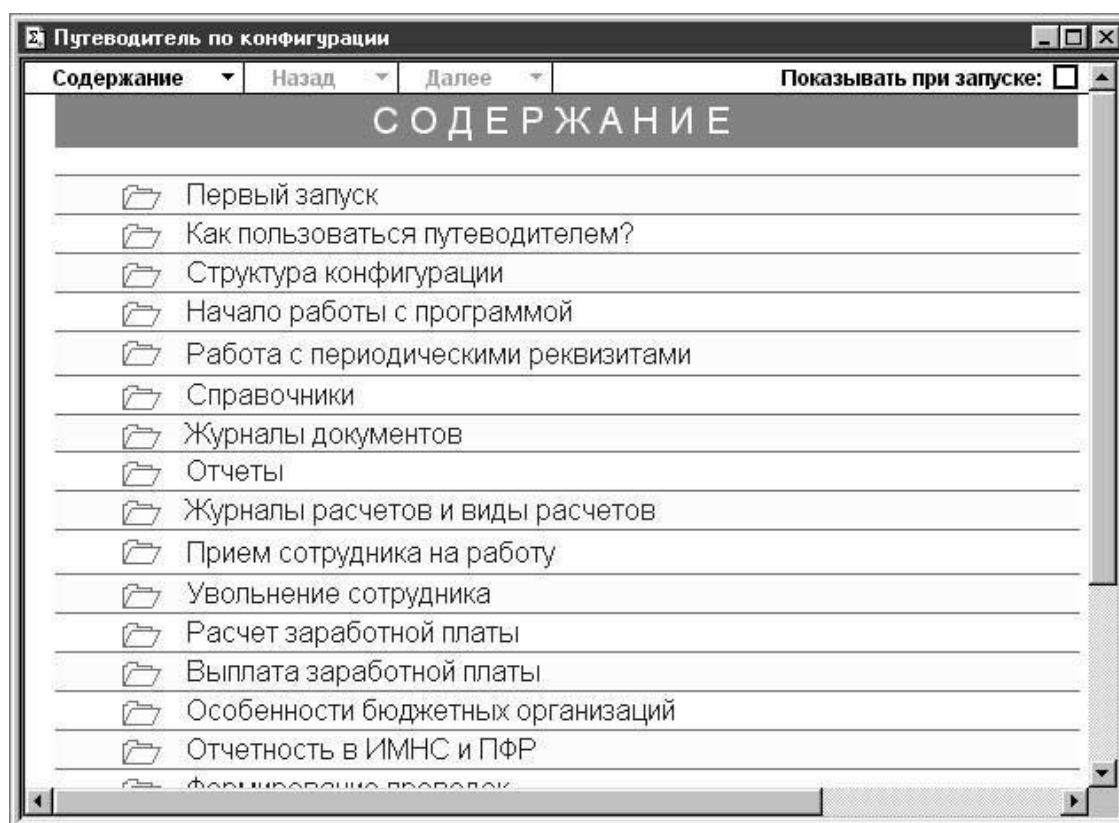 Путеводитель по конфигурации
Содержание Назад Далее Показывать при запуске:
СОДЕРЖАНИЕ
Первый запуск
Как пользоваться путеводителем?
Структура конфигурации
Начало работы с программой
Работа с периодическими реквизитами
Справочники
Журналы документов
Отчеты
Журналы расчетов и виды расчетов
Прием сотрудника на работу
Увольнение сотрудника
Расчет заработной платы
Выплата заработной платы
Особенности бюджетных организаций
Отчетность в ИМНС и ПФР
Формирование проводок